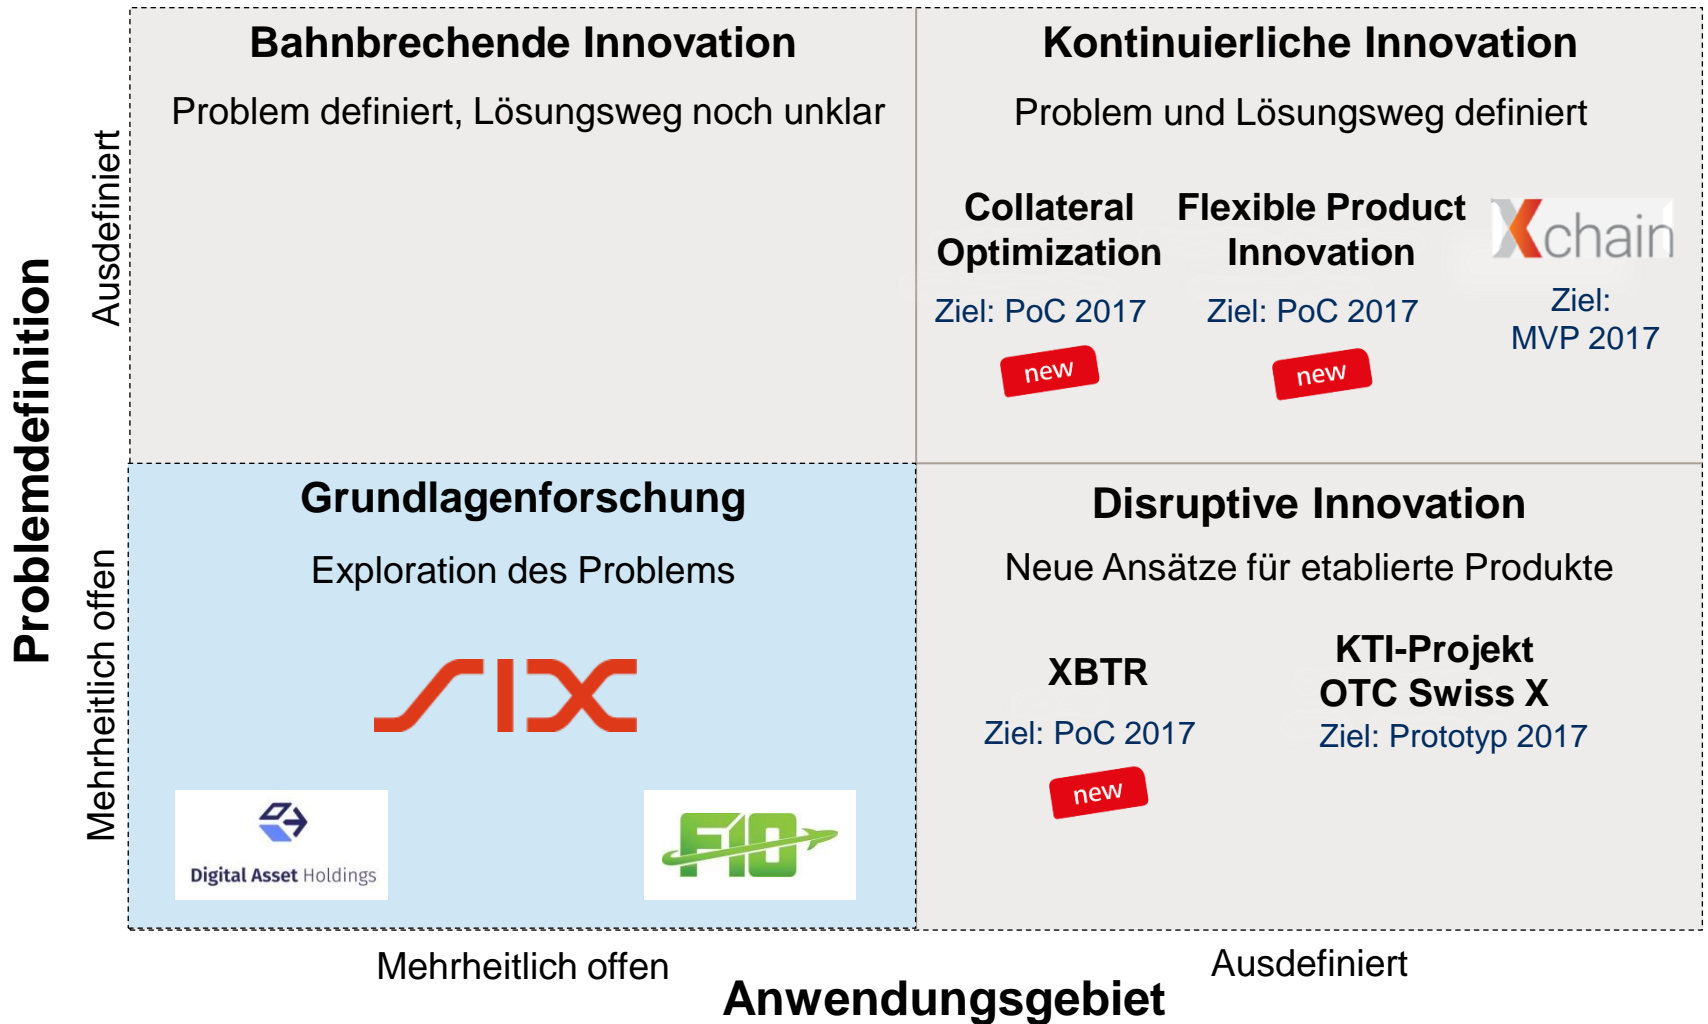 Problemdefinition
Ausdefiniert
Mehrheitlich offen
Bahnbrechende Innovation
Problem definiert, Lösungsweg noch unklar
Kontinuierliche Innovation
Problem und Lösungsweg definiert
Collateral
Optimization
Ziel: PoC 2017
new
Flexible Product
Innovation
Ziel: PoC 2017
new
Xchain
Ziel:
MVP 2017
Grundlagenforschung
Exploration des Problems
SIX
Digital Asset Holdings
F10
Disruptive Innovation
Neue Ansätze für etablierte Produkte
XBTR
Ziel: PoC 2017
new
KTI-Projekt
OTC Swiss X
Ziel: Prototyp 2017
Mehrheitlich offen
Ausdefiniert
Anwendungsgebiet